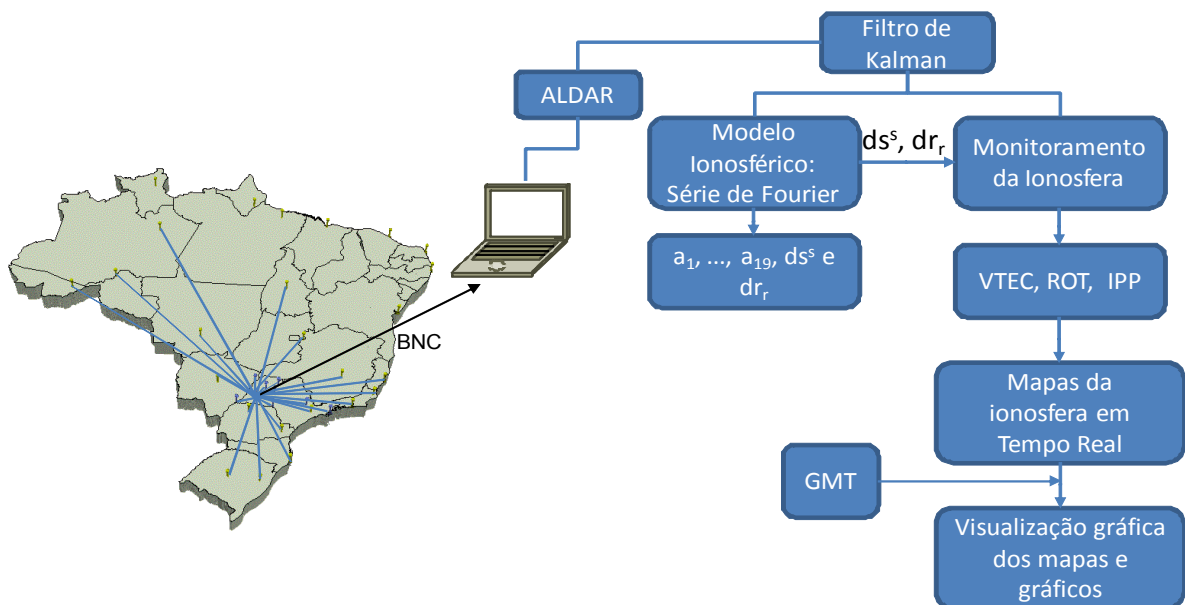 Filtro de
Kalman
ALDAR
Modelo
Ionosférico:
Série de Fourier
dsˢ, drᵣ
Monitoramento
da Ionosfera
a₁, ..., a₁₉, dsˢ e
drᵣ
VTEC, ROT, IPP
BNC
Mapas da
ionosfera em
Tempo Real
GMT
Visualização gráfica
dos mapas e
gráficos